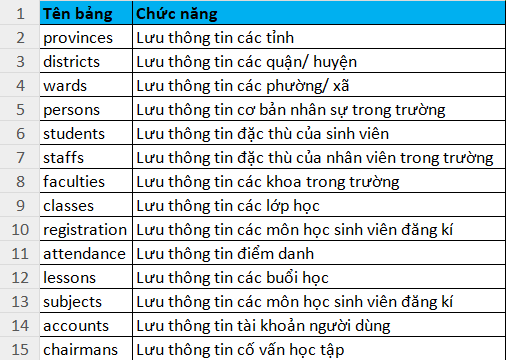 1 Tên bảng Chức năng
2 provinces Lưu thông tin các tỉnh
3 districts Lưu thông tin các quận/ huyện
4 wards Lưu thông tin các phường/ xã
5 persons Lưu thông tin cơ bản nhân sự trong trường
6 students Lưu thông tin đặc thù của sinh viên
7 staffs Lưu thông tin đặc thù của nhân viên trong trường
8 faculties Lưu thông tin các khoa trong trường
9 classes Lưu thông tin các lớp học
10 registration Lưu thông tin các môn học sinh viên đăng kí
11 attendance Lưu thông tin điểm danh
12 lessons Lưu thông tin các buổi học
13 subjects Lưu thông tin các môn học sinh viên đăng kí
14 accounts Lưu thông tin tài khoản người dùng
15 chairmans Lưu thông tin cố vấn học tập